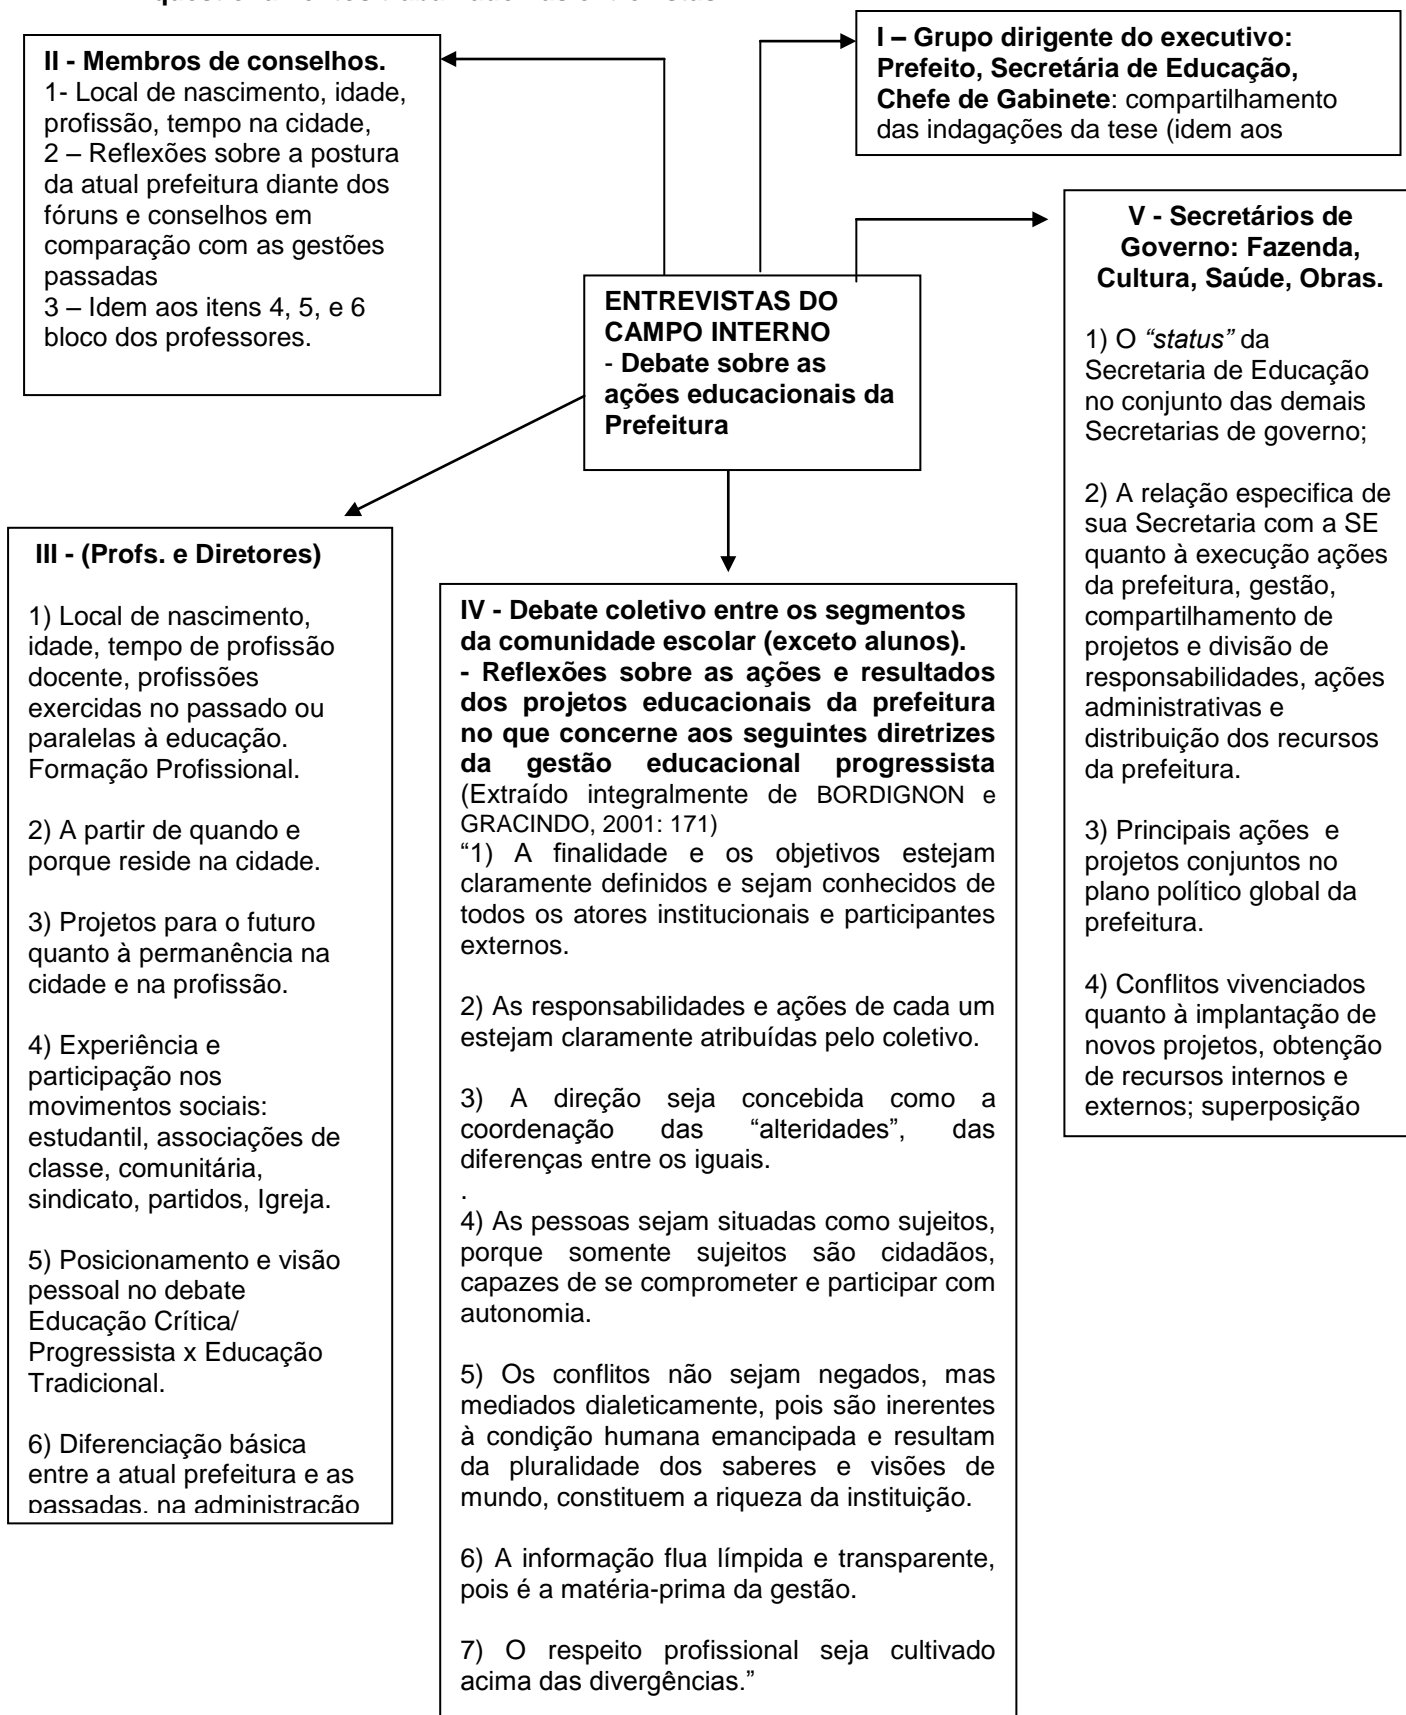 II - Membros de conselhos.
1- Local de nascimento, idade,
profissão, tempo na cidade,
2 – Reflexões sobre a postura
da atual prefeitura diante dos
fóruns e conselhos em
comparação com as gestões
passadas
3 – Idem aos itens 4, 5, e 6
bloco dos professores.
I – Grupo dirigente do executivo:
Prefeito, Secretária de Educação,
Chefe de Gabinete: compartilhamento
das indagações da tese (idem aos
ENTREVISTAS DO
CAMPO INTERNO
- Debate sobre as
ações educacionais da
Prefeitura
V - Secretários de
Governo: Fazenda,
Cultura, Saúde, Obras.
1) O “status” da
Secretaria de Educação
no conjunto das demais
Secretarias de governo;
2) A relação especifica de
sua Secretaria com a SE
quanto à execução ações
da prefeitura, gestão,
compartilhamento de
projetos e divisão de
responsabilidades, ações
administrativas e
distribuição dos recursos
da prefeitura.
3) Principais ações e
projetos conjuntos no
plano político global da
prefeitura.
4) Conflitos vivenciados
quanto à implantação de
novos projetos, obtenção
de recursos internos e
externos; superposição
III - (Profs. e Diretores)
1) Local de nascimento,
idade, tempo de profissão
docente, profissões
exercidas no passado ou
paralelas à educação.
Formação Profissional.
2) A partir de quando e
porque reside na cidade.
3) Projetos para o futuro
quanto à permanência na
cidade e na profissão.
4) Experiência e
participação nos
movimentos sociais:
estudantil, associações de
classe, comunitária,
sindicato, partidos, Igreja.
5) Posicionamento e visão
pessoal no debate
Educação Crítica/
Progressista x Educação
Tradicional.
6) Diferenciação básica
entre a atual prefeitura e as
passadas, na administração
IV - Debate coletivo entre os segmentos
da comunidade escolar (exceto alunos).
- Reflexões sobre as ações e resultados
dos projetos educacionais da prefeitura
no que concerne aos seguintes diretrizes
da gestão educacional progressista
(Extraído integralmente de BORDIGNON e
GRACINDO, 2001: 171)
“1) A finalidade e os objetivos estejam
claramente definidos e sejam conhecidos de
todos os atores institucionais e participantes
externos.
2) As responsabilidades e ações de cada um
estejam claramente atribuídas pelo coletivo.
3) A direção seja concebida como a
coordenação das “alteridades”, das
diferenças entre os iguais.
.
4) As pessoas sejam situadas como sujeitos,
porque somente sujeitos são cidadãos,
capazes de se comprometer e participar com
autonomia.
5) Os conflitos não sejam negados, mas
mediados dialeticamente, pois são inerentes
à condição humana emancipada e resultam
da pluralidade dos saberes e visões de
mundo, constituem a riqueza da instituição.
6) A informação flua límpida e transparente,
pois é a matéria-prima da gestão.
7) O respeito profissional seja cultivado
acima das divergências.”